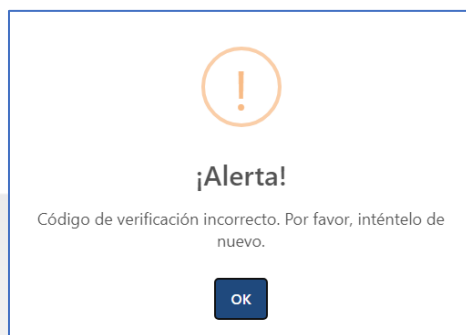 !
¡Alerta!
Código de verificación incorrecto. Por favor, inténtelo de
nuevo.
OK